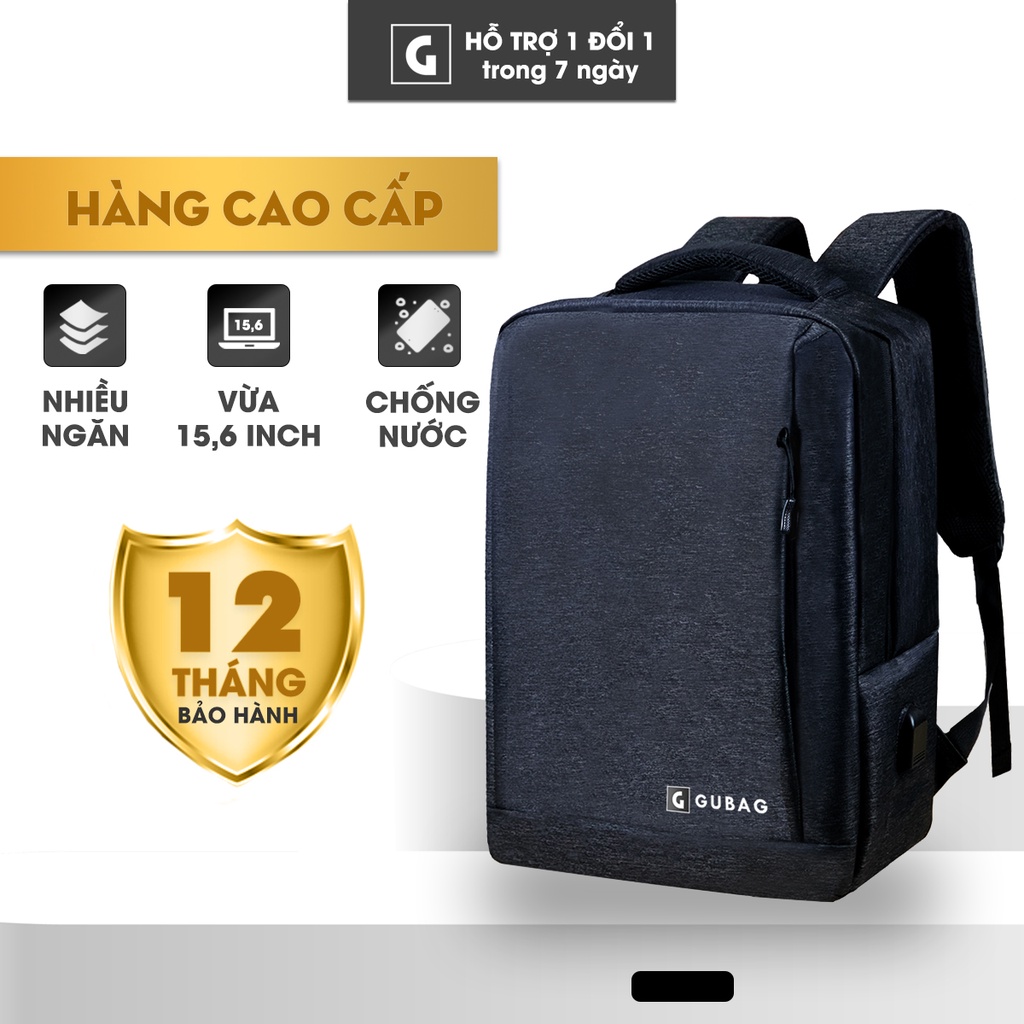 G
HỖ TRỢ 1 ĐỔI 1
trong 7 ngày
HÀNG CAO CẤP
15,6
NHIỀU
NGĂN
VỪA
15,6 INCH
CHỐNG
NƯỚC
12
THÁNG
BẢO HÀNH
G GUBAG